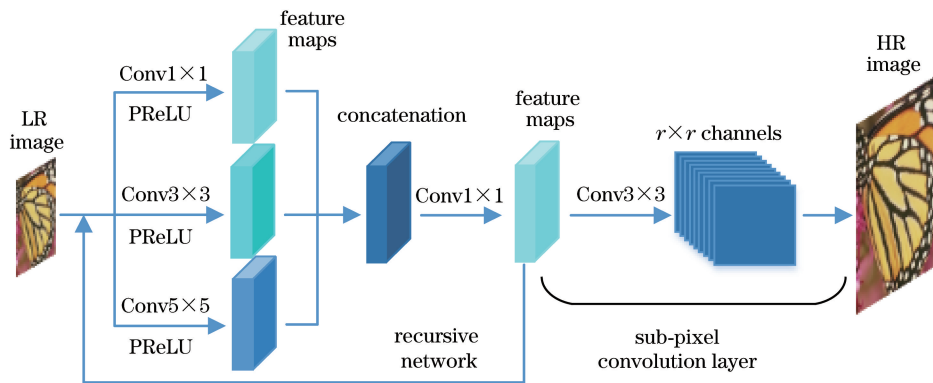 LR
image
Conv1×1
PReLU
Conv3×3
PReLU
Conv5×5
PReLU
feature
maps
concatenation
Conv1×1
feature
maps
Conv3×3
r×r channels
HR
image
recursive
network
sub-pixel
convolution layer